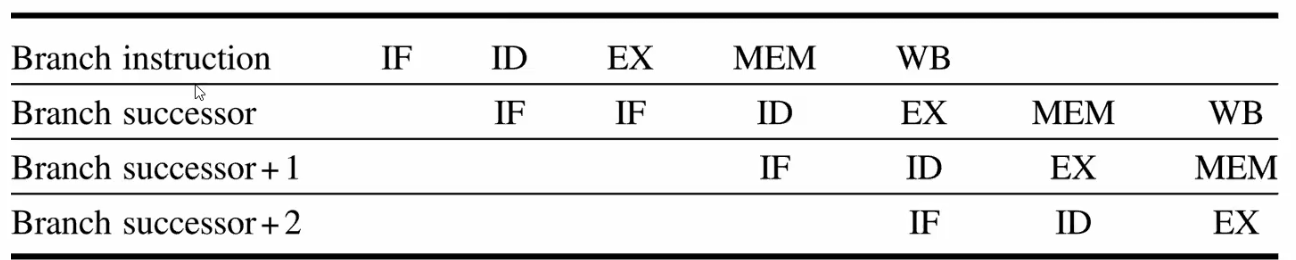 Branch instruction IF ID EX MEM WB
Branch successor IF IF ID EX MEM WB
Branch successor+1 IF ID EX MEM
Branch successor+2 IF ID EX